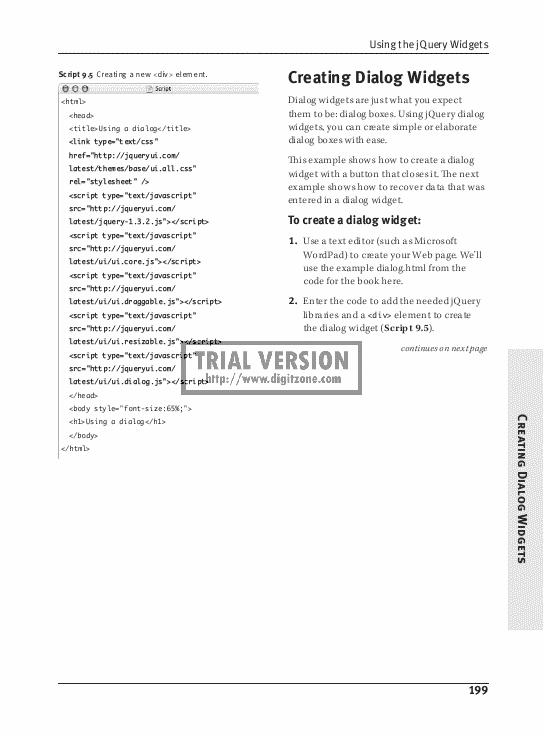 Using the jQuery Widgets
Script 9.5 Creating a new <div> element.
Script
<html>
<head>
<title>Using a dialog</title>
<link type="text/css"
href="http://jqueryui.com/
latest/themes/base/ui.all.css"
rel="stylesheet" />
<script type="text/javascript"
src="http://jqueryui.com/
latest/jquery-1.3.2.js"></script>
<script type="text/javascript"
src="http://jqueryui.com/
latest/ui/ui.core.js"></script>
<script type="text/javascript"
src="http://jqueryui.com/
latest/ui/ui.draggable.js"></script>
<script type="text/javascript"
src="http://jqueryui.com/
latest/ui/ui.resizable.js"></script>
<script type="text/javascript"
src="http://jqueryui.com/
latest/ui/ui.dialog.js"></script>
</head>
<body style="font-size:65%;">
<h1>Using a dialog</h1>
</body>
</html>
Creating Dialog Widgets
Dialog widgets are just what you expect
them to be: dialog boxes. Using jQuery dialog
widgets, you can create simple or elaborate
dialog boxes with ease.
This example shows how to create a dialog
widget with a button that closes it. The next
example shows how to recover data that was
entered in a dialog widget.
To create a dialog widget:
1. Use a text editor (such as Microsoft
WordPad) to create your Web page. We'll
use the example dialog.html from the
code for the book here.
2. Enter the code to add the needed jQuery
libraries and a <div> element to create
the dialog widget (Script 9.5).
continues on next page
TRIAL VERSION
http://www.digitzone.com
Creating Dialog Widgets
199